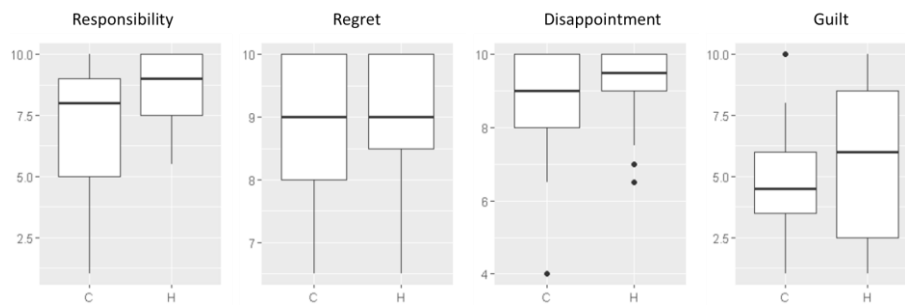 Responsibility
Regret
Disappointment
Guilt
10.0
7.5
5.0
2.5
C H
10
9
8
7
C H
10
8
6
4
C H
10.0
7.5
5.0
2.5
C H